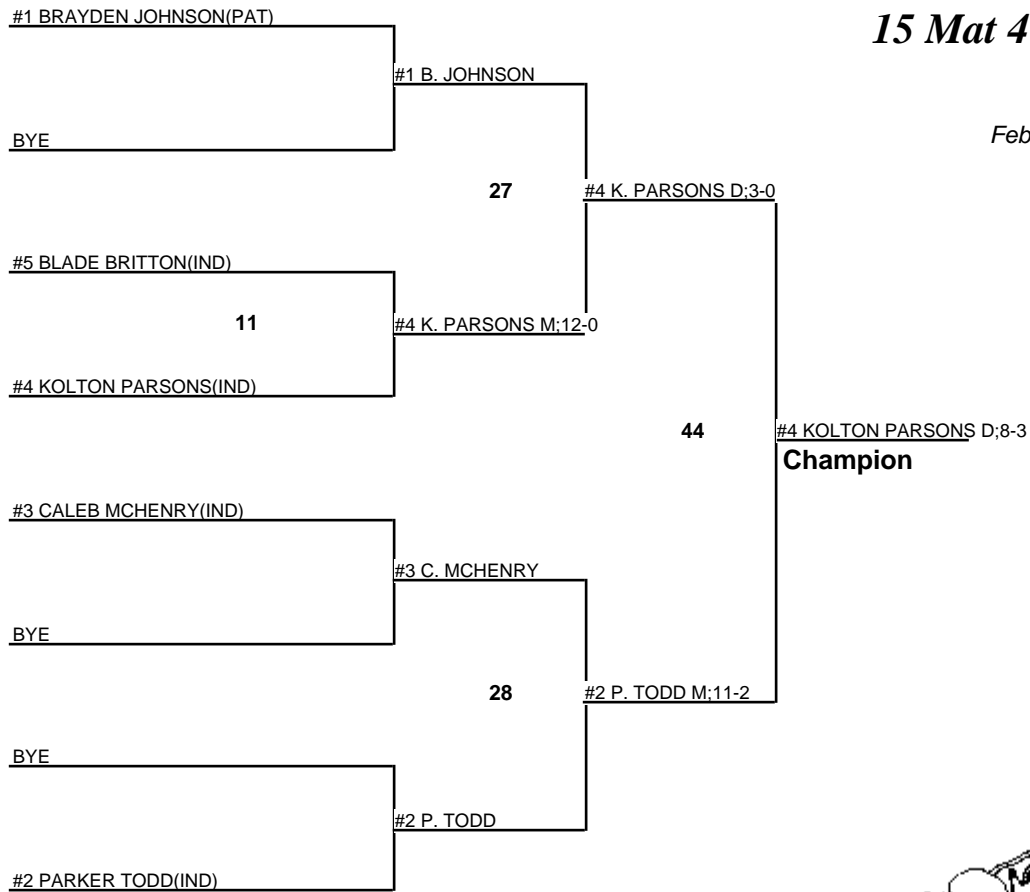 #1 BRAYDEN JOHNSON(PAT)
15 Mat 4
#1 B. JOHNSON
BYE
Feb
27
#4 K. PARSONS D;3-0
#5 BLADE BRITTON(IND)
11
#4 K. PARSONS M;12-0
#4 KOLTON PARSONS(IND)
44
#4 KOLTON PARSONS D;8-3
Champion
#3 CALEB MCHENRY(IND)
#3 C. MCHENRY
BYE
28
#2 P. TODD M;11-2
BYE
#2 P. TODD
#2 PARKER TODD(IND)